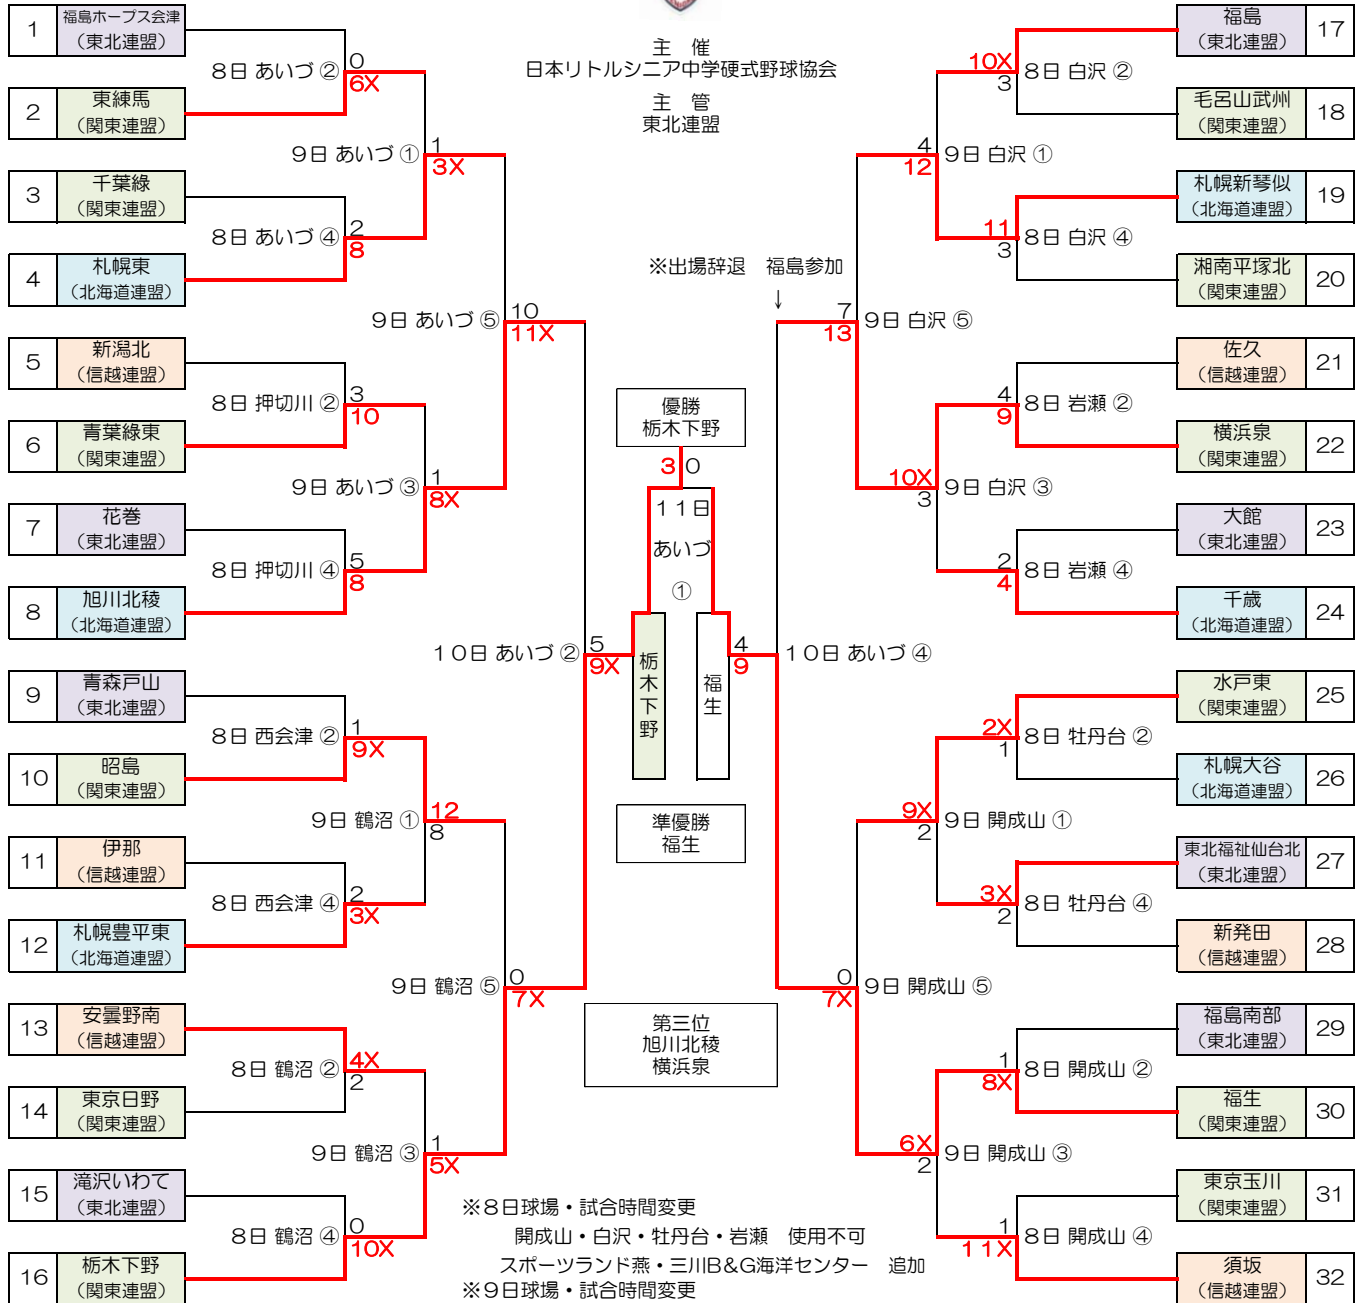 主　催
日本リトルシニア中学硬式野球協会
主　管
東北連盟
1
福島ホープス会津
（東北連盟）
8日 あいづ ②
0
6X
2
東練馬
（関東連盟）
9日 あいづ ①
1
3X
3
千葉緑
（関東連盟）
8日 あいづ ④
2
8
4
札幌東
（北海道連盟）
9日 あいづ ⑤
10
11X
5
新潟北
（信越連盟）
8日 押切川 ②
3
10
6
青葉緑東
（関東連盟）
9日 あいづ ③
1
8X
7
花巻
（東北連盟）
8日 押切川 ④
5
8
8
旭川北稜
（北海道連盟）
10日 あいづ ②
5
9X
9
青森戸山
（東北連盟）
8日 西会津 ②
1
9X
10
昭島
（関東連盟）
9日 鶴沼 ①
12
8
11
伊那
（信越連盟）
8日 西会津 ④
2
3X
12
札幌豊平東
（北海道連盟）
9日 鶴沼 ⑤
0
7X
13
安曇野南
（信越連盟）
8日 鶴沼 ②
4X
2
14
東京日野
（関東連盟）
9日 鶴沼 ③
1
5X
15
滝沢いわて
（東北連盟）
8日 鶴沼 ④
0
10X
16
栃木下野
（関東連盟）
優勝
栃木下野
3 0
11日
あいづ
①
栃木下野
福生
準優勝
福生
第三位
旭川北稜
横浜泉
※出場辞退　福島参加
↓
福島
（東北連盟）
17
10X
3
8日 白沢 ②
毛呂山武州
（関東連盟）
18
4
12
9日 白沢 ①
札幌新琴似
（北海道連盟）
19
11
3
8日 白沢 ④
湘南平塚北
（関東連盟）
20
7
13
9日 白沢 ⑤
佐久
（信越連盟）
21
4
9
8日 岩瀬 ②
横浜泉
（関東連盟）
22
10X
3
9日 白沢 ③
大館
（東北連盟）
23
2
4
8日 岩瀬 ④
千歳
（北海道連盟）
24
4
9
10日 あいづ ④
水戸東
（関東連盟）
25
2X
1
8日 牡丹台 ②
札幌大谷
（北海道連盟）
26
9X
2
9日 開成山 ①
東北福祉仙台北
（東北連盟）
27
3X
2
8日 牡丹台 ④
新発田
（信越連盟）
28
0
7X
9日 開成山 ⑤
福島南部
（東北連盟）
29
1
8X
8日 開成山 ②
福生
（関東連盟）
30
6X
2
9日 開成山 ③
東京玉川
（関東連盟）
31
1
11X
8日 開成山 ④
須坂
（信越連盟）
32
※8日球場・試合時間変更
開成山・白沢・牡丹台・岩瀬　使用不可
スポーツランド燕・三川B&G海洋センター　追加
※9日球場・試合時間変更